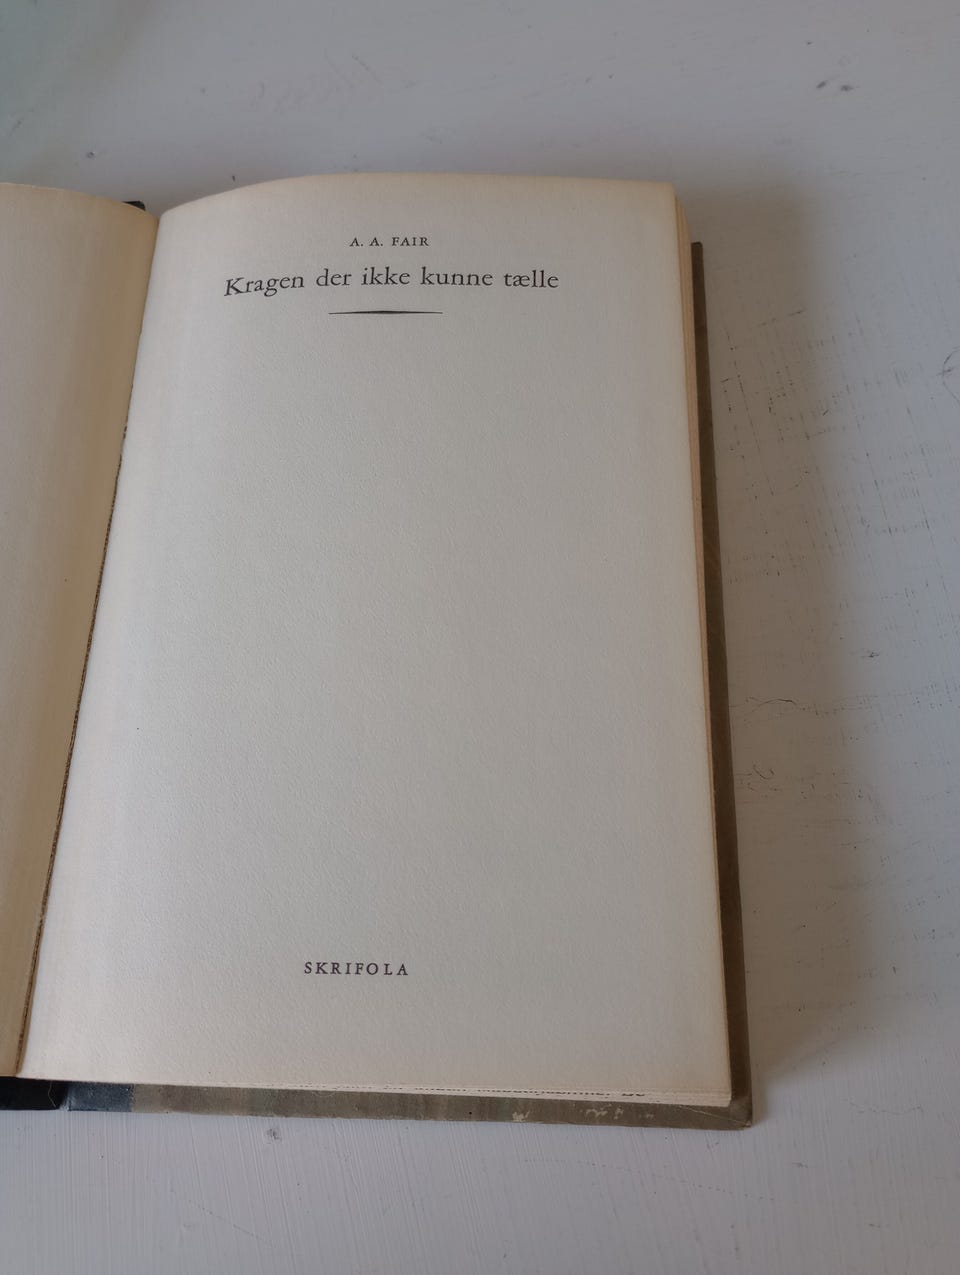 A. A. FAIR
Kragen der ikke kunne tælle
SKRIFOLA